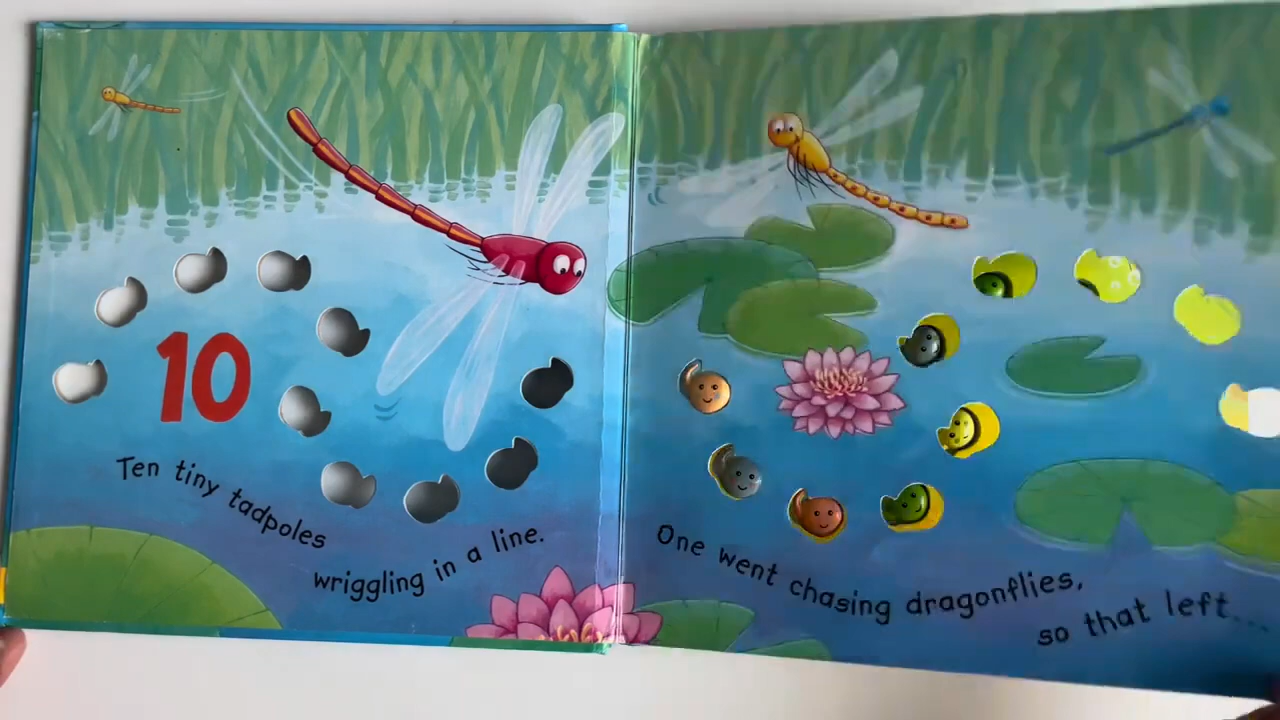 10
Ten tiny tadpoles
wriggling in a line.
One went chasing dragonflies,
so that left....